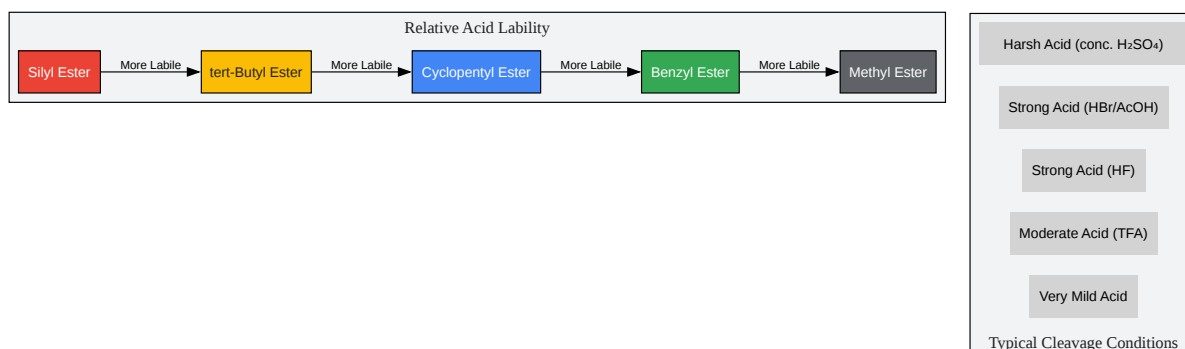 Relative Acid Lability
Silyl Ester
More Labile
tert-Butyl Ester
More Labile
Cyclopentyl Ester
More Labile
Benzyl Ester
More Labile
Methyl Ester
Harsh Acid (conc. H₂SO₄)
Strong Acid (HBr/AcOH)
Strong Acid (HF)
Moderate Acid (TFA)
Very Mild Acid
Typical Cleavage Conditions